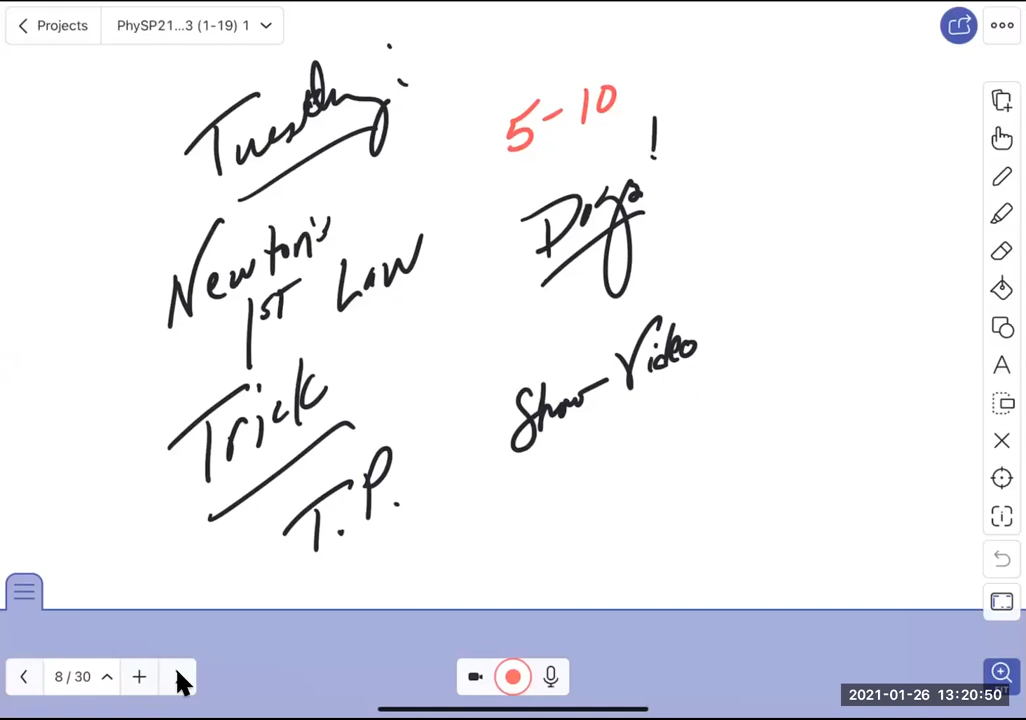 Projects
PhySP21...3 (1-19) 1
Tuesday:
5-10
Newton's
1ST Law
Trick
T.P.
Show Video
8 / 30
2021-01-26 13:20:50